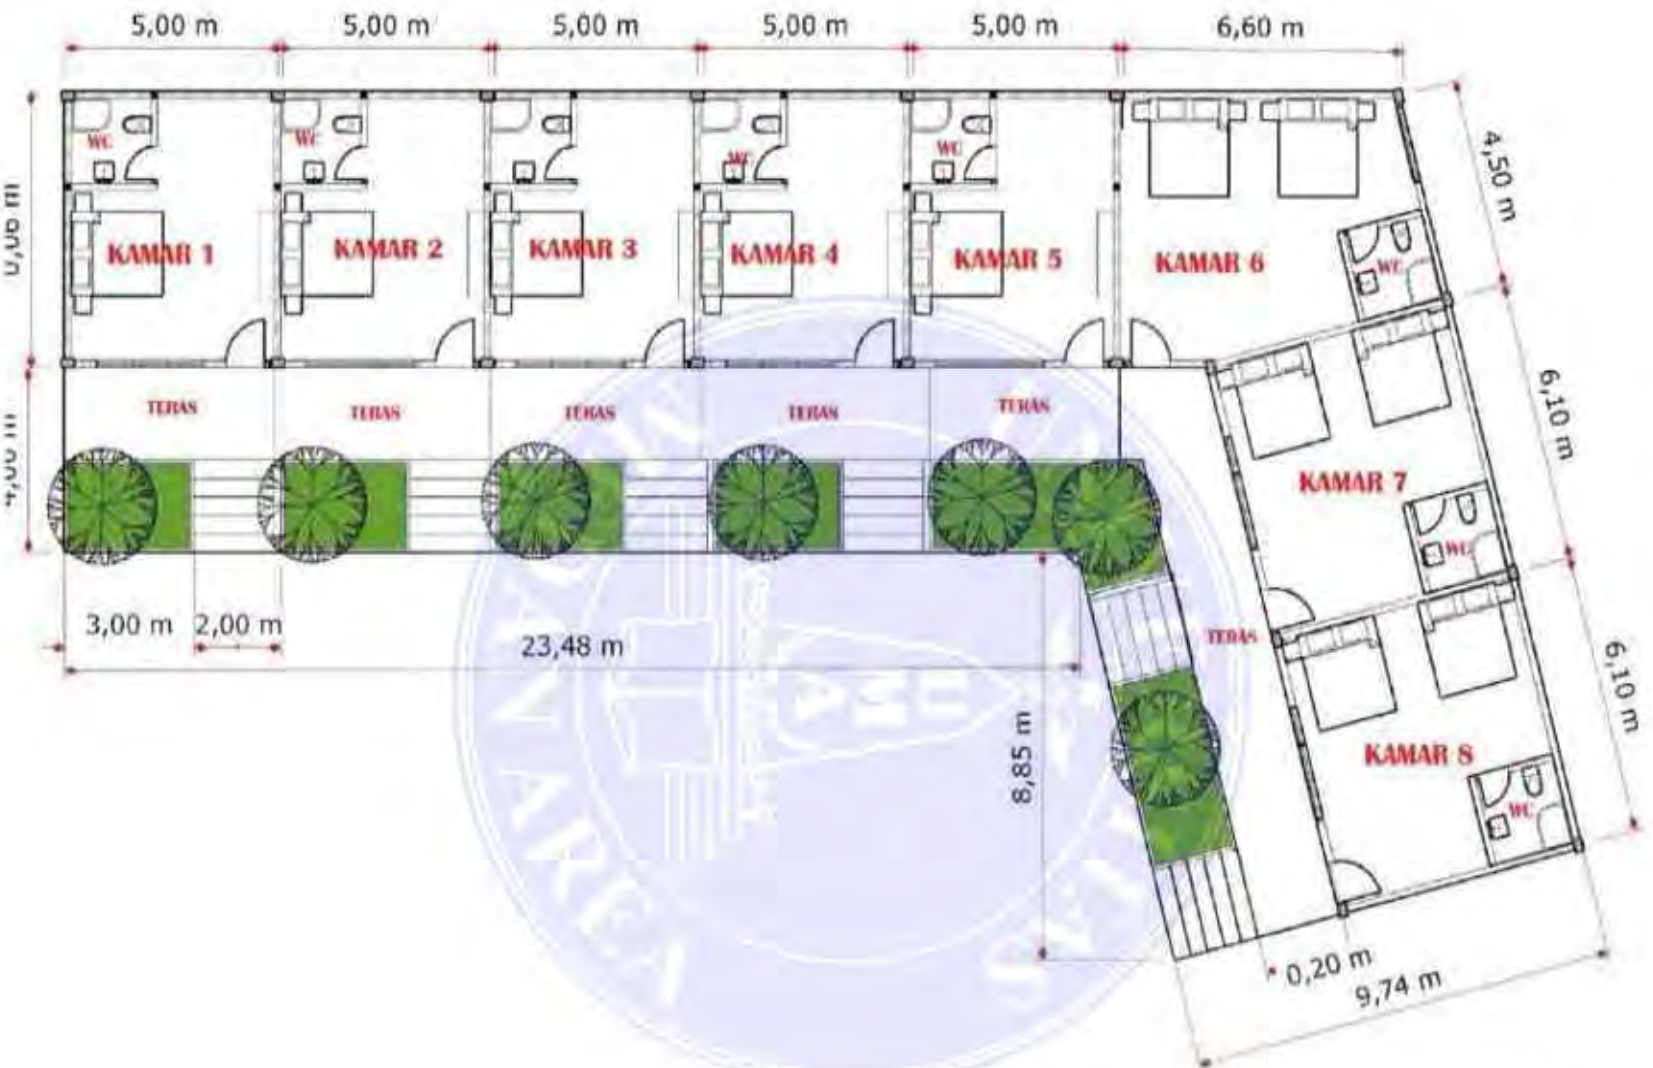 5,00 m 5,00 m 5,00 m 5,00 m 5,00 m 6,60 m
4,50 m
WC WC WC WC
KAMAR 1 KAMAR 2 KAMAR 3 KAMAR 4 KAMAR 5 KAMAR 6
WC
6,10 m
TERAS TERAS TERAS TERAS TERAS
KAMAR 7
WC
3,00 m 2,00 m
23,48 m
TERAS
6,10 m
8,85 m
KAMAR 8
WC
0,20 m
9,74 m
AREA
UMA